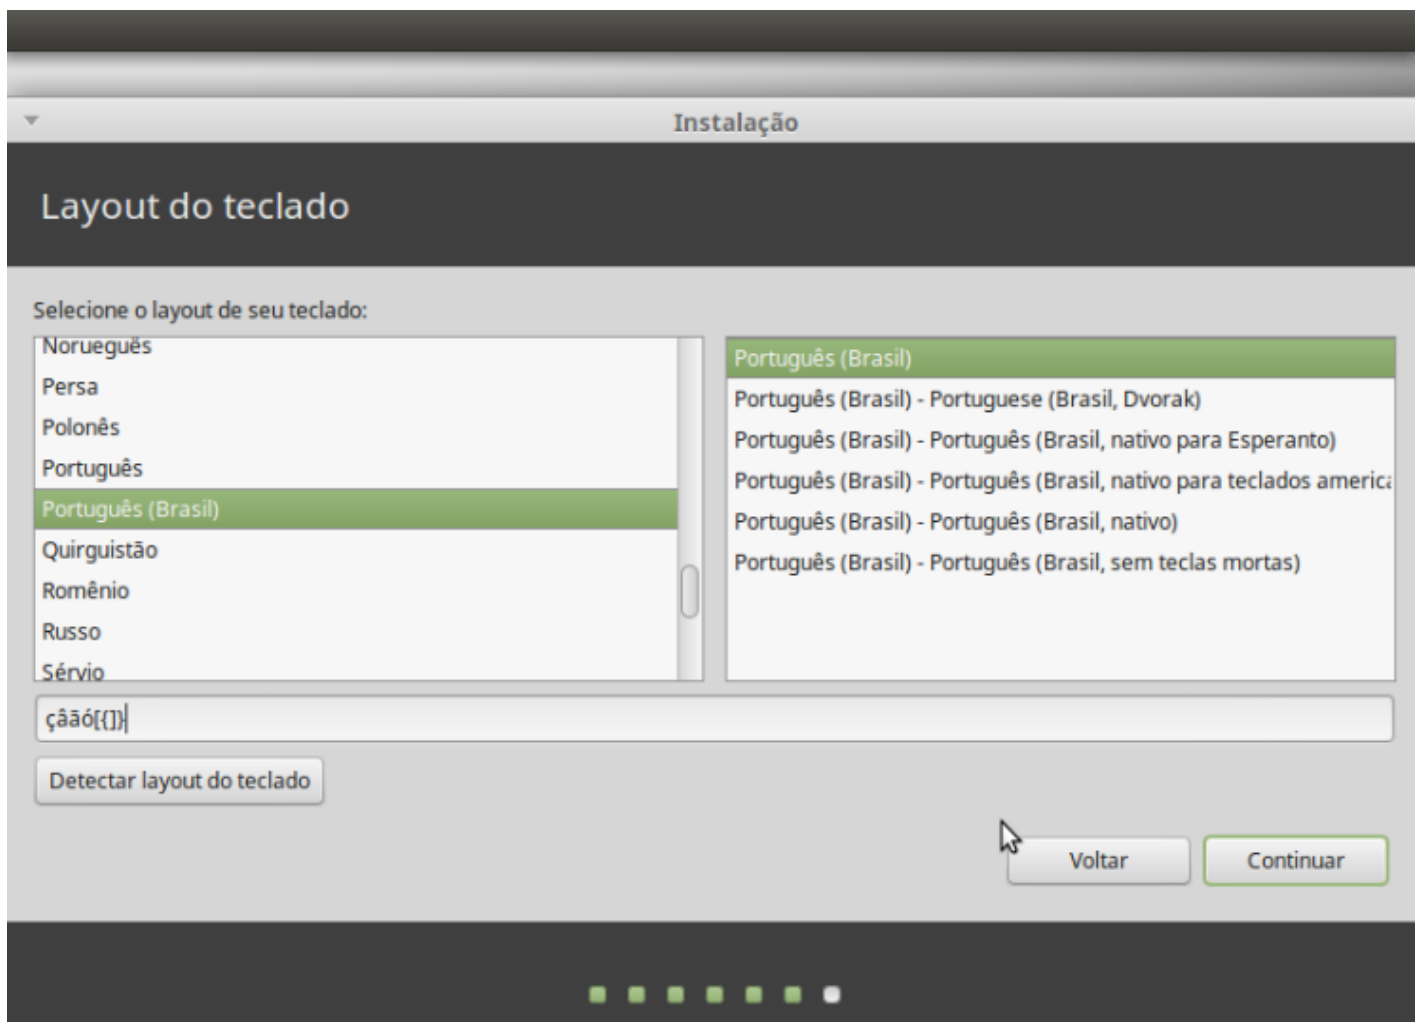 Instalação
Layout do teclado
Selecione o layout de seu teclado:
Norueguês
Persa
Polonês
Português
Português (Brasil)
Quirguistão
Romênio
Russo
Sérvio
Português (Brasil)
Português (Brasil) - Portuguese (Brasil, Dvorak)
Português (Brasil) - Português (Brasil, nativo para Esperanto)
Português (Brasil) - Português (Brasil, nativo para teclados america
Português (Brasil) - Português (Brasil, nativo)
Português (Brasil) - Português (Brasil, sem teclas mortas)
çâãó[{]}
Detectar layout do teclado
Voltar
Continuar